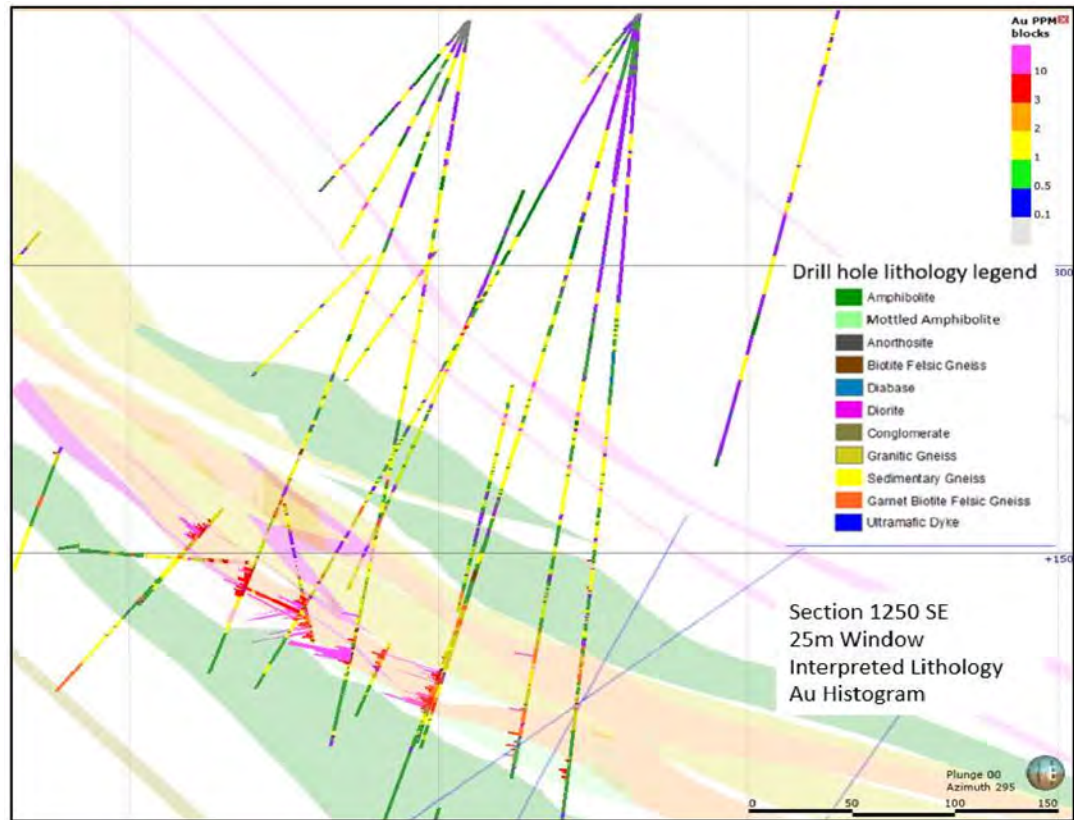 Au PPM
blocks
10
3
2
1
0.5
0.1
300
Drill hole lithology legend
Amphibolite
Mottled Amphibolite
Anorthosite
Biotite Felsic Gneiss
Diabase
Diorite
Conglomerate
Granitic Gneiss
Sedimentary Gneiss
Garnet Biotite Felsic Gneiss
Ultramafic Dyke
+150
Section 1250 SE
25m Window
Interpreted Lithology
Au Histogram
Plunge 00
Azimuth 295
0 50 100 150